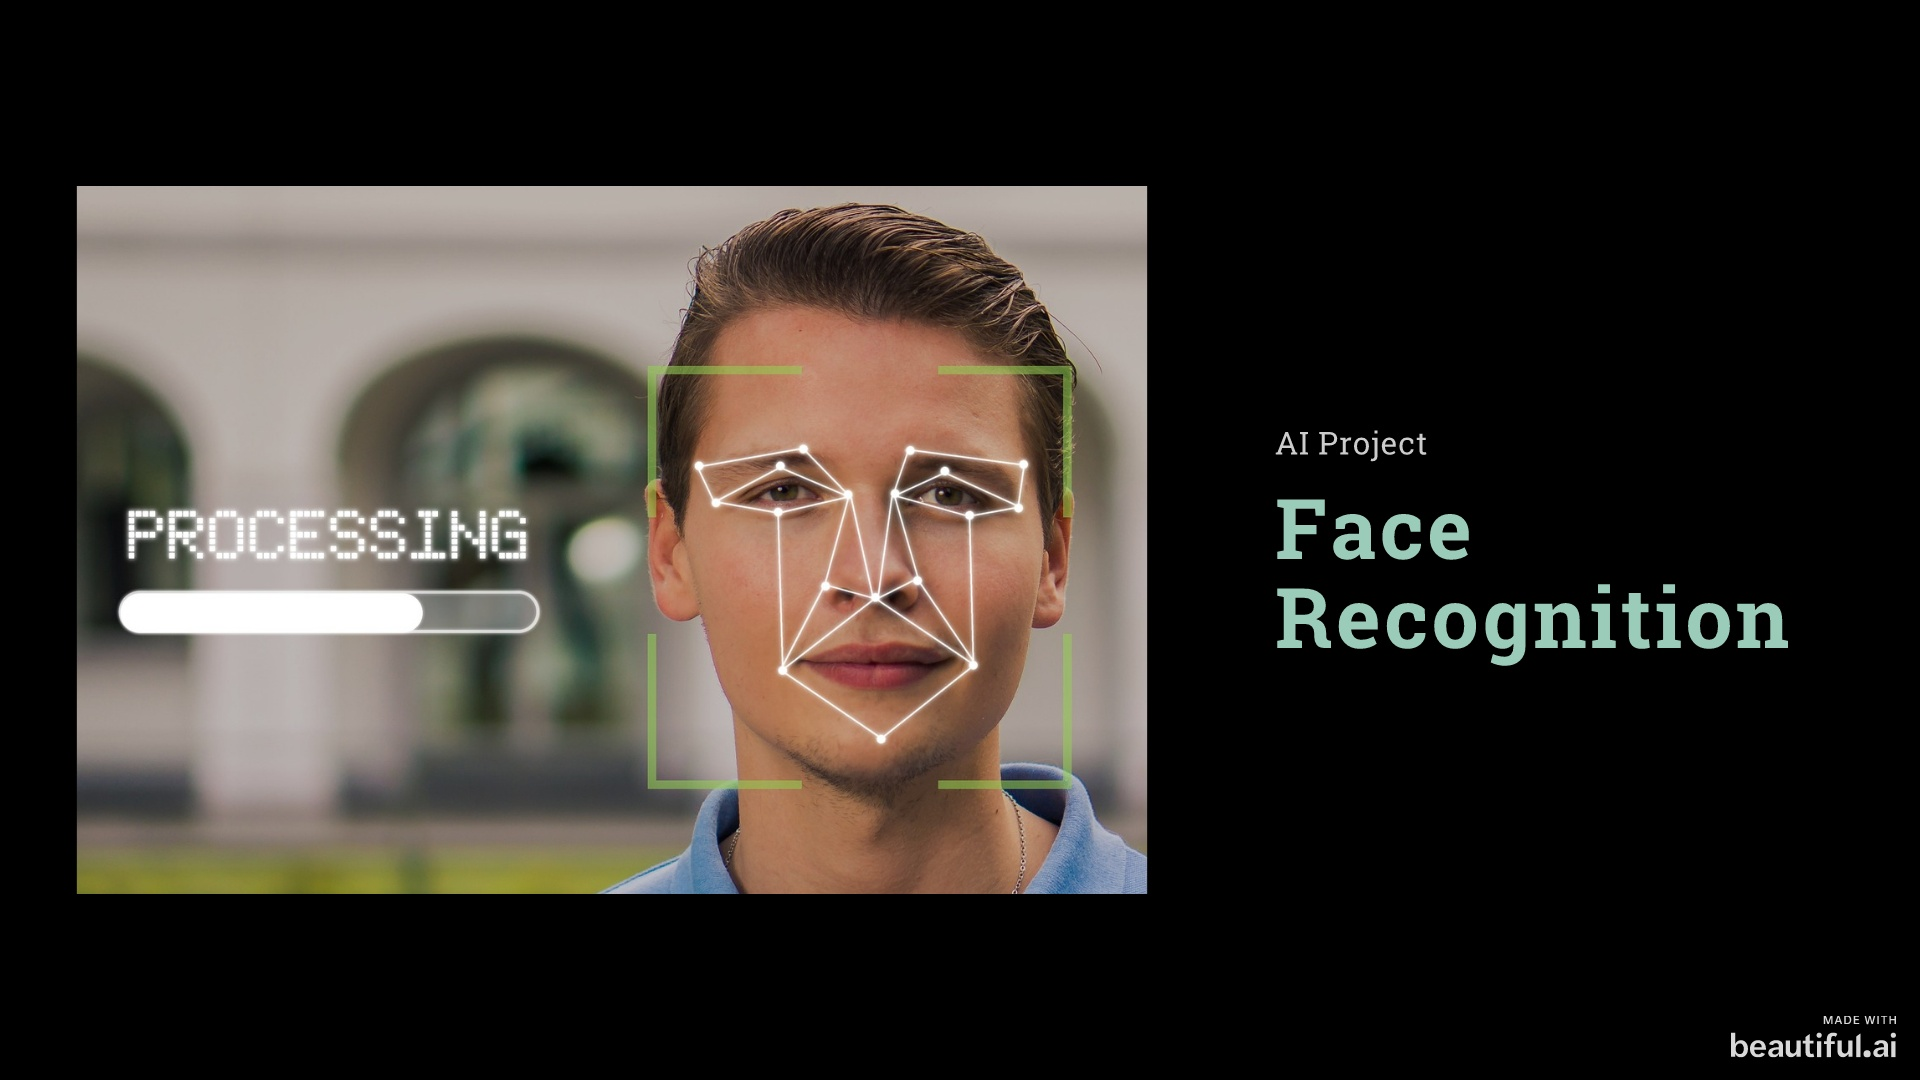 PROCESSING
AI Project
Face
Recognition
MADE WITH
beautiful.ai